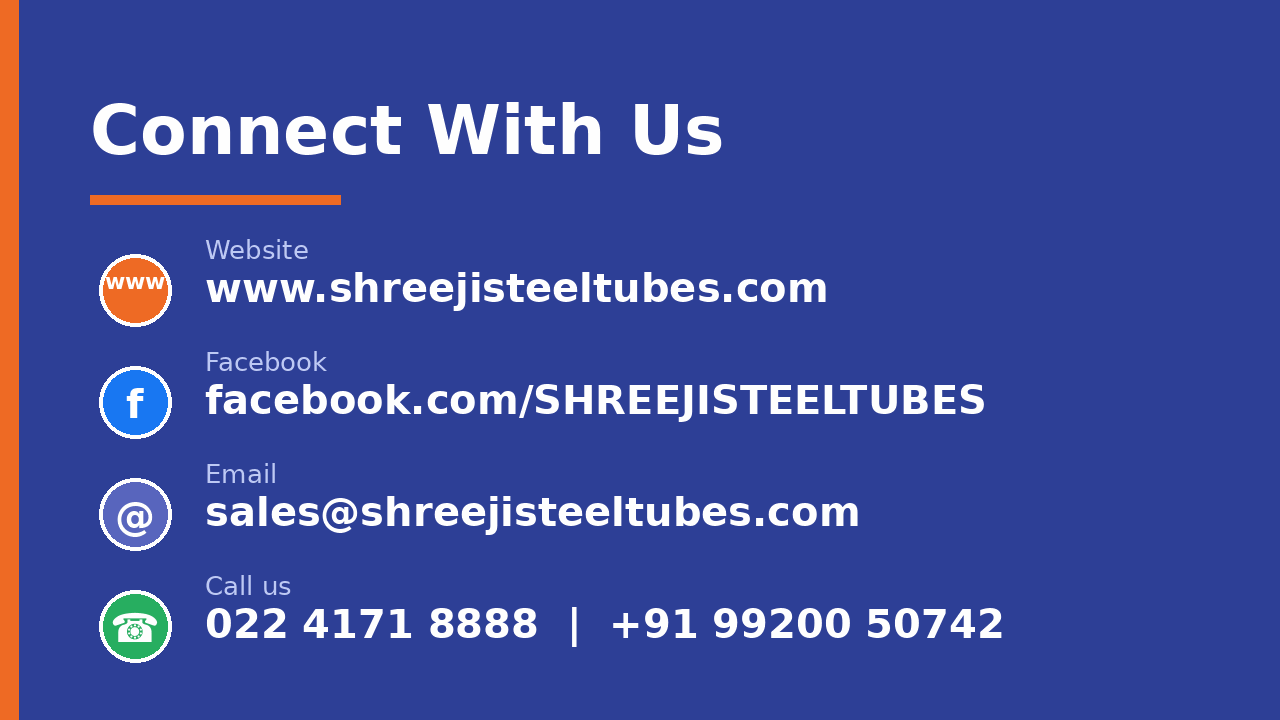 Connect With Us
Website
www
www.shreejisteeltubes.com
Facebook
f
facebook.com/SHREEJISTEELTUBES
Email
@
sales@shreejisteeltubes.com
Call us
☎
022 4171 8888 | +91 99200 50742